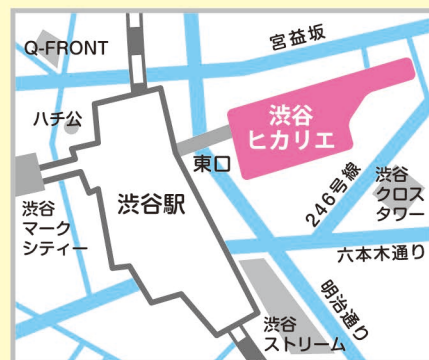 Q-FRONT
宮益坂
ハチ公
渋谷
ヒカリエ
東口
渋谷駅
渋谷
マーク
シティー
246号線
渋谷
クロス
タワー
六本木通り
明治通り
渋谷
ストリーム